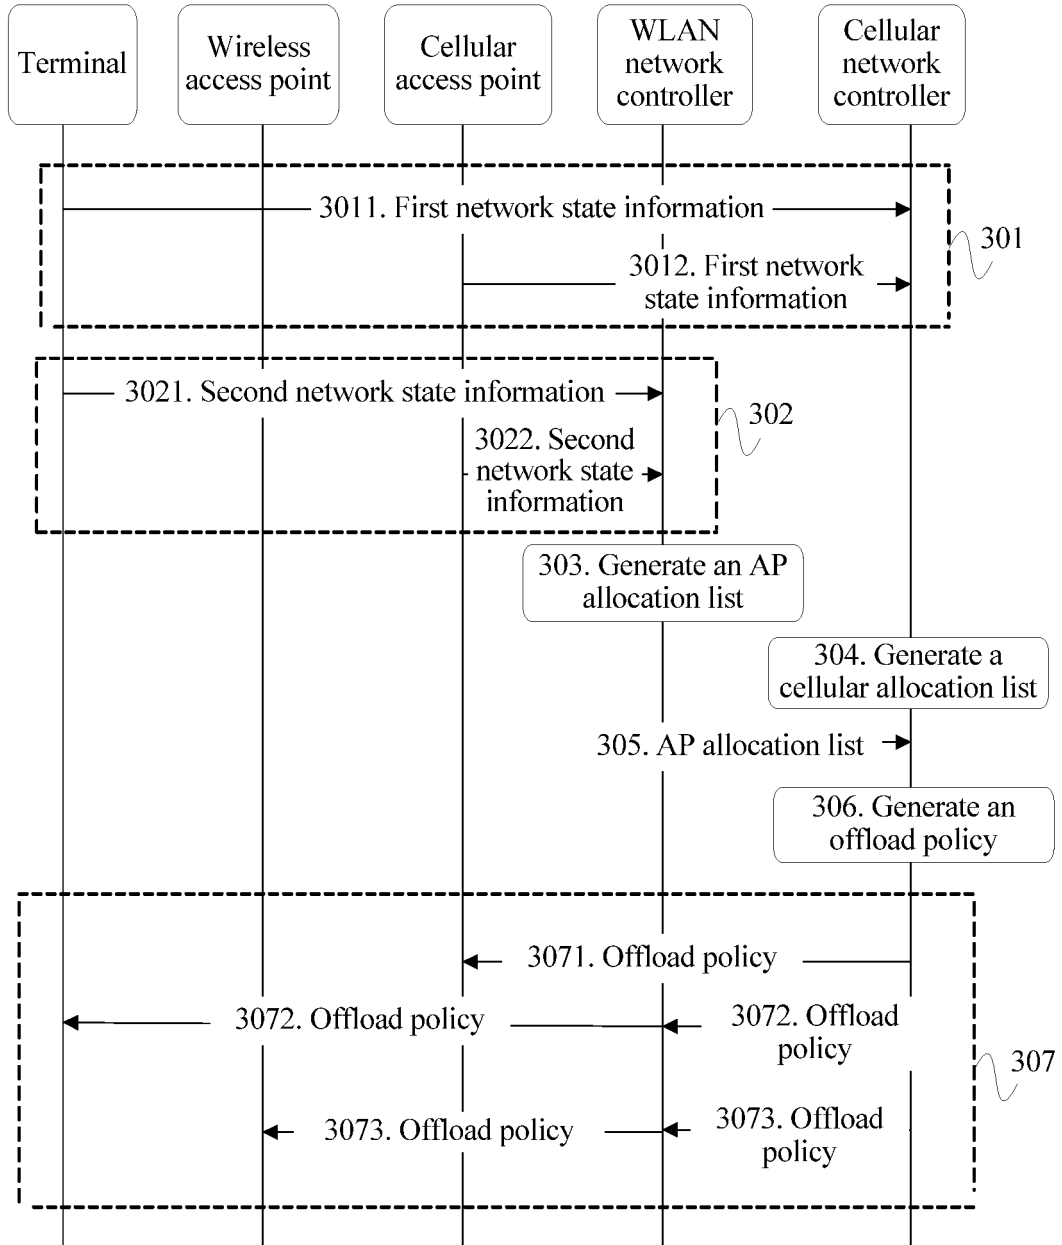 Terminal
Wireless
access point
Cellular
access point
WLAN
network
controller
Cellular
network
controller
3011. First network state information
3012. First network
state information
301
3021. Second network state information
3022. Second
network state
information
302
303. Generate an AP
allocation list
304. Generate a
cellular allocation list
305. AP allocation list
306. Generate an
offload policy
3071. Offload policy
3072. Offload policy
3072. Offload
policy
307
3073. Offload policy
3073. Offload
policy